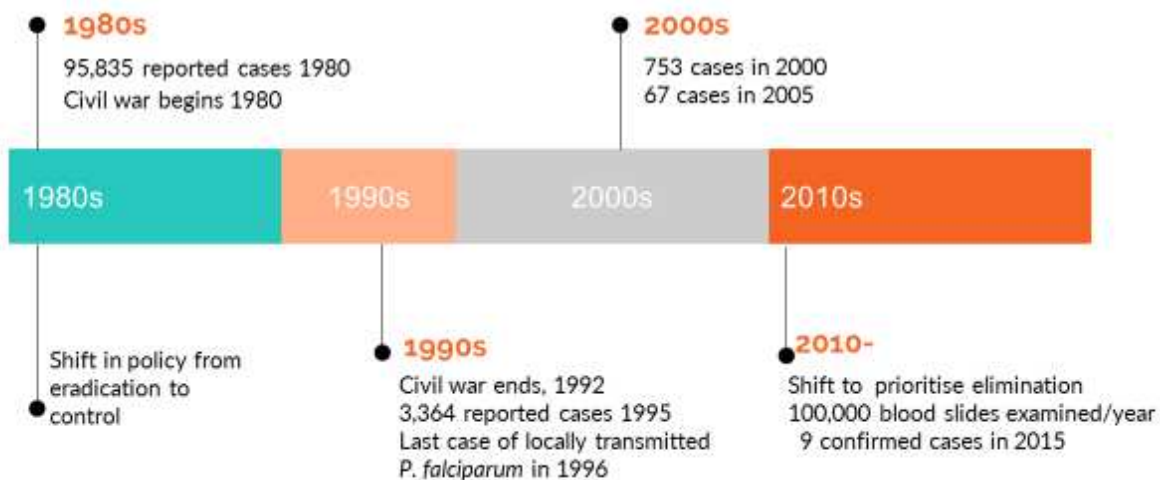 1980s
95,835 reported cases 1980
Civil war begins 1980
2000s
753 cases in 2000
67 cases in 2005
1980s
1990s
2000s
2010s
Shift in policy from
eradication to
control
1990s
Civil war ends, 1992
3,364 reported cases 1995
Last case of locally transmitted
P. falciparum in 1996
2010-
Shift to prioritise elimination
100,000 blood slides examined/year
9 confirmed cases in 2015